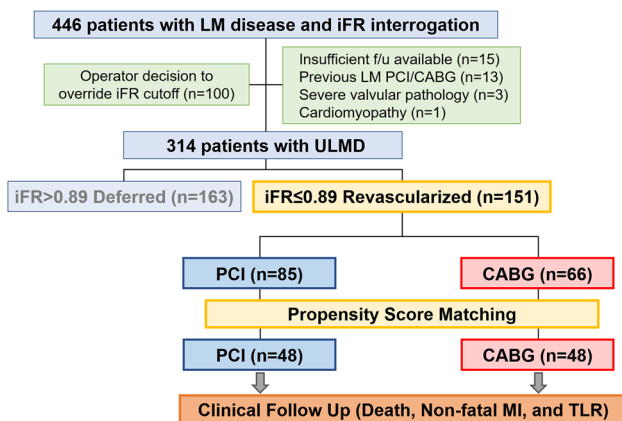 446 patients with LM disease and iFR interrogation
Operator decision to
override iFR cutoff (n=100)
Insufficient f/u available (n=15)
Previous LM PCI/CABG (n=13)
Severe valvular pathology (n=3)
Cardiomyopathy (n=1)
314 patients with ULMD
iFR>0.89 Deferred (n=163)
iFR≤0.89 Revascularized (n=151)
PCI (n=85)
CABG (n=66)
Propensity Score Matching
PCI (n=48)
CABG (n=48)
Clinical Follow Up (Death, Non-fatal MI, and TLR)